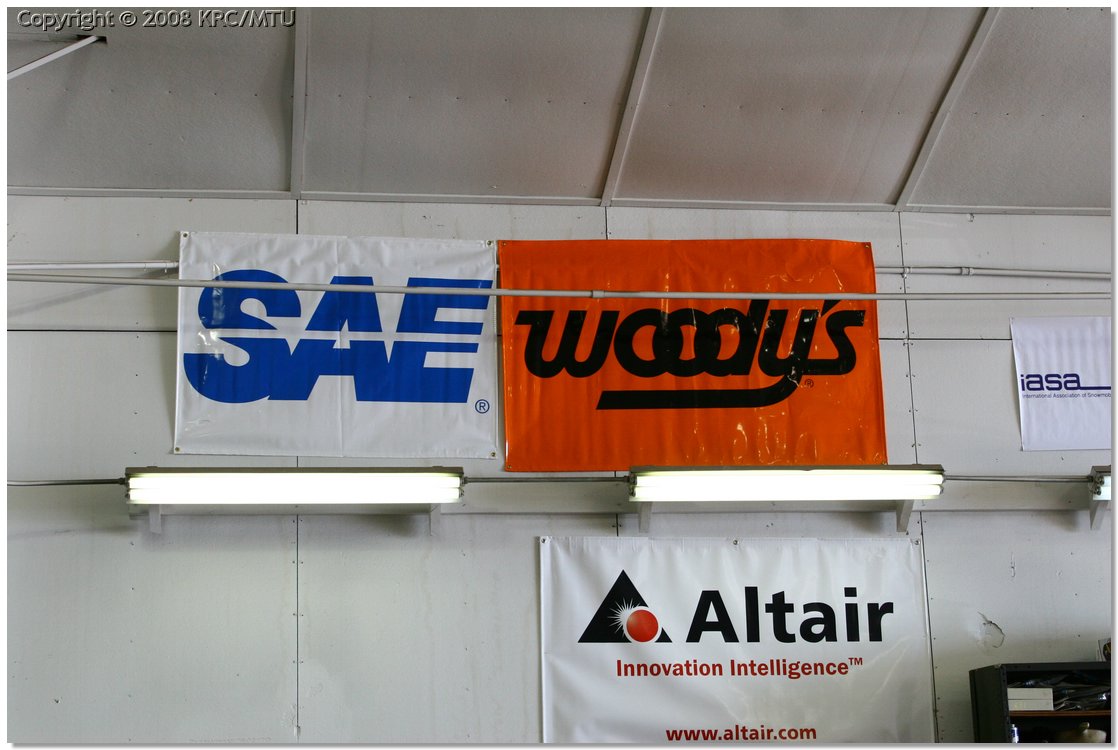 Copyright © 2008 KRC/MTU
SAE®
woody's®
iasa
International Association of Snowmob
Altair
Innovation Intelligence™
www.altair.com